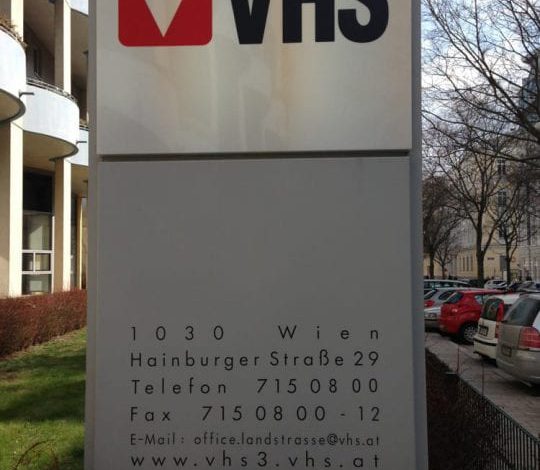 VHS
1030 Wien
Hainburger Straße 29
Telefon 715 08 00
Fax 715 08 00 - 12
E-Mail: office.landstrasse@vhs.at
www.vhs3.vhs.at